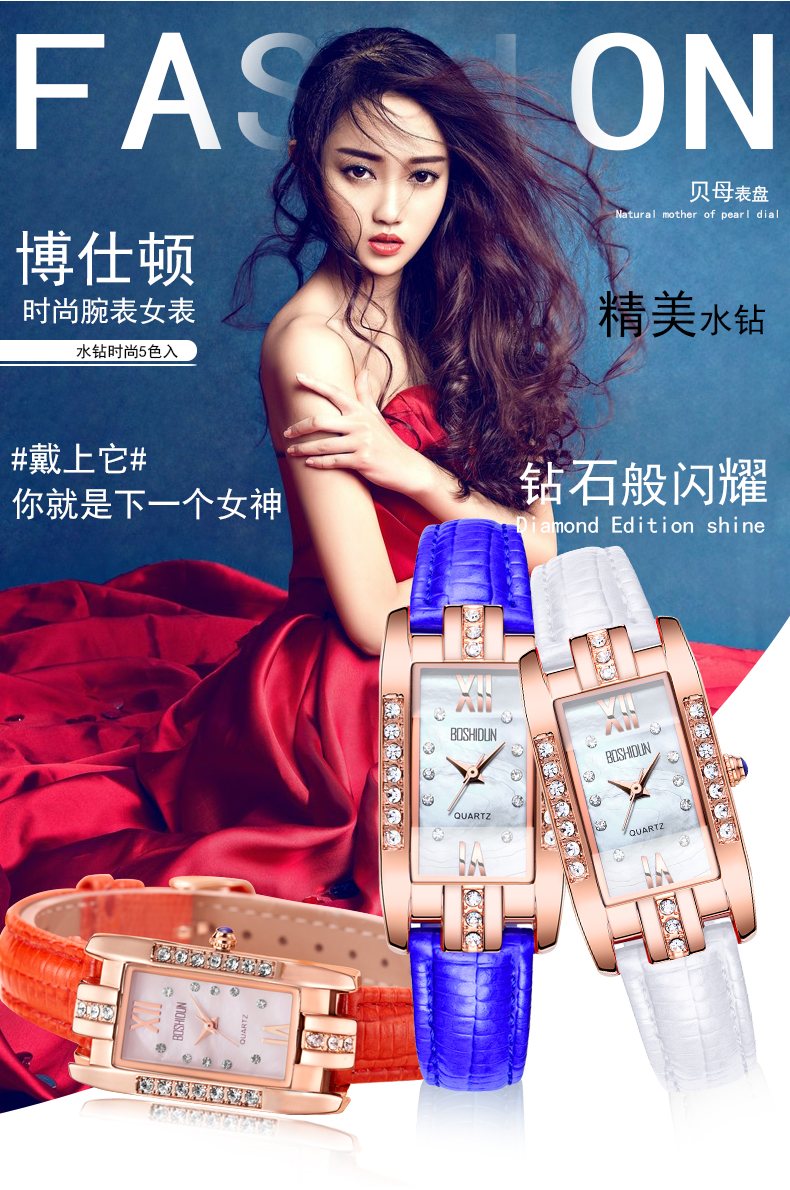 FASHION
贝母表盘
Natural mother of pearl dial
博仕顿
时尚腕表女表
精美水钻
水钻时尚5色入
#戴上它#
你就是下一个女神
钻石般闪耀
Diamond Edition shine
XII
BOSHIDUN
QUARTZ
VI
XII
BOSHIDUN
QUARTZ
VI
XII
BOSHIDUN
QUARTZ
VI